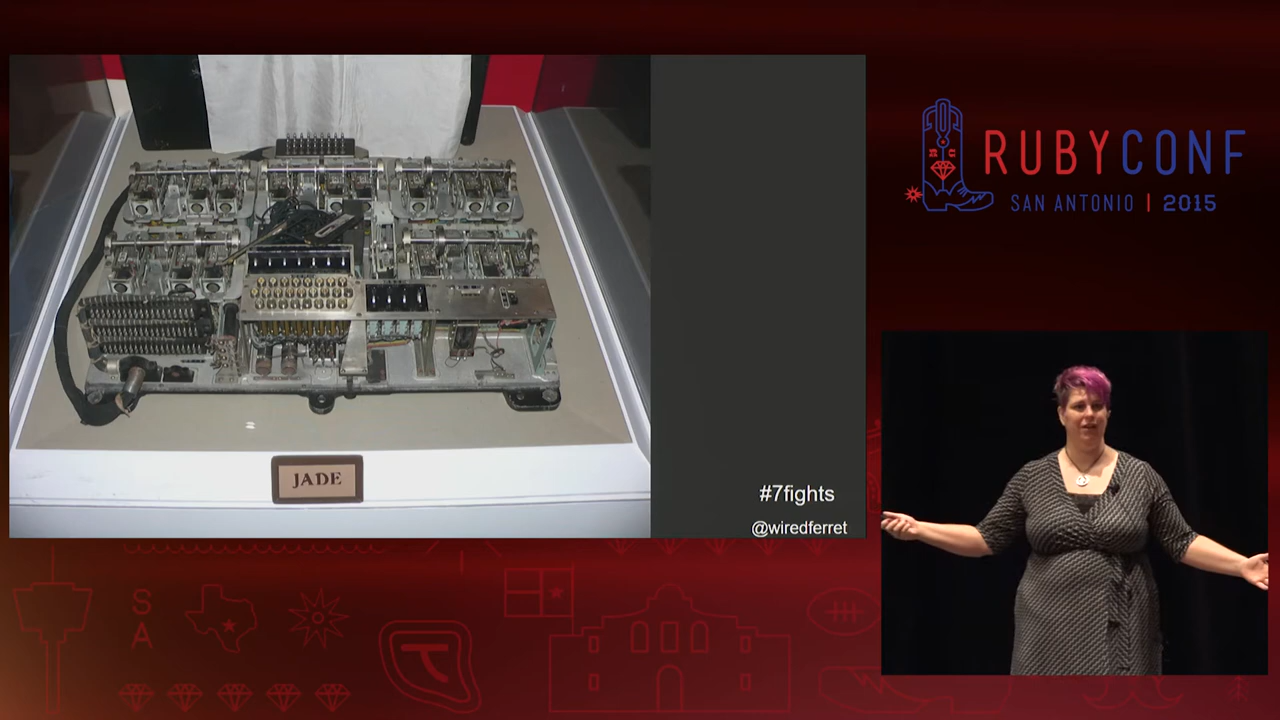 JADE
#7fights
@wiredferret
RUBYCONF
SAN ANTONIO | 2015
S
A